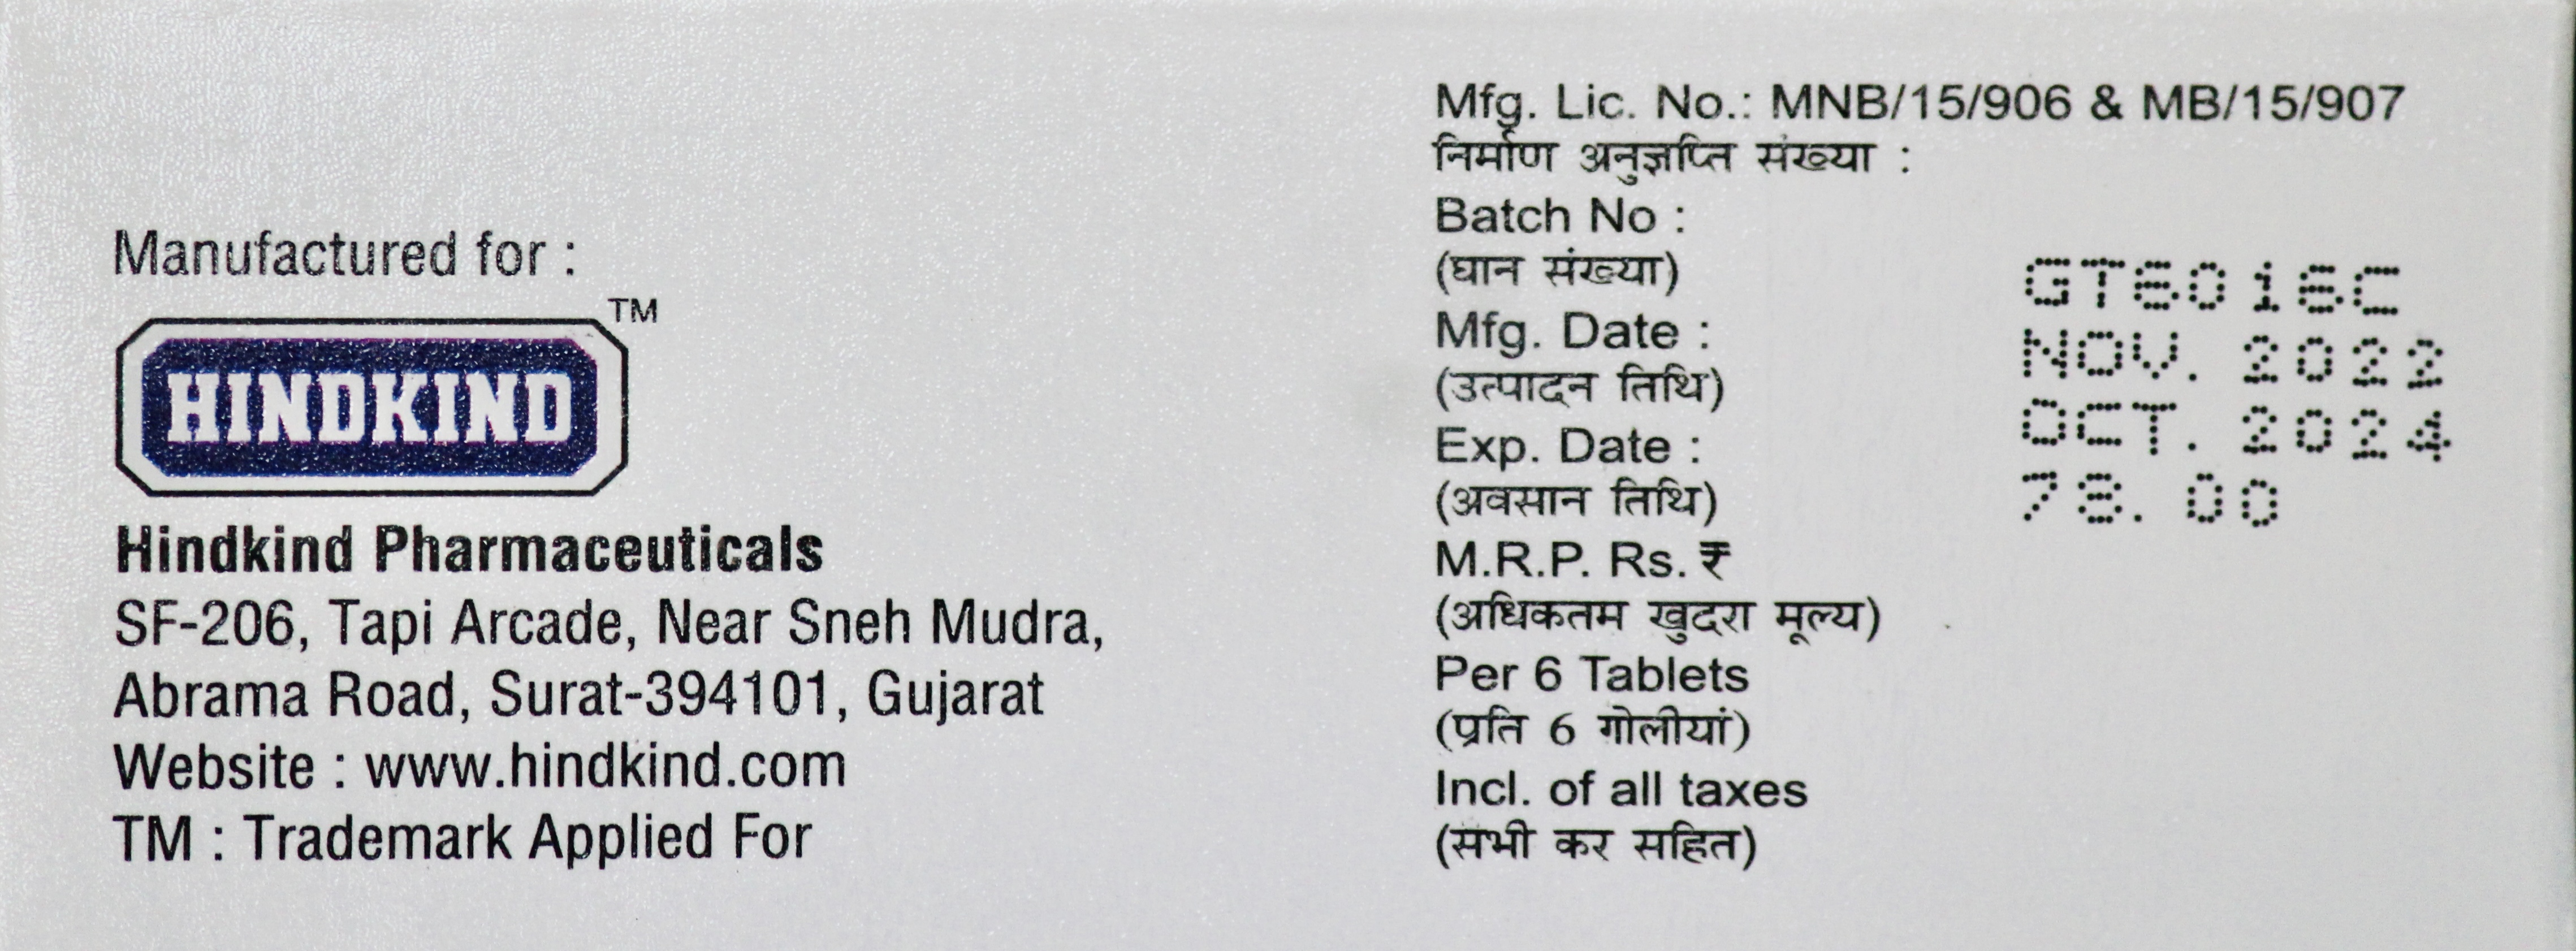 Manufactured for :
TM
HINDKIND
Hindkind Pharmaceuticals
SF-206, Tapi Arcade, Near Sneh Mudra,
Abrama Road, Surat-394101, Gujarat
Website : www.hindkind.com
TM : Trademark Applied For
Mfg. Lic. No.: MNB/15/906 & MB/15/907
निर्माण अनुज्ञप्ति संख्या :
Batch No :
(घान संख्या)
GT6016C
Mfg. Date :
NOV. 2022
(उत्पादन तिथि)
Exp. Date :
OCT. 2024
(अवसान तिथि)
78.00
M.R.P. Rs. ₹
(अधिकतम खुदरा मूल्य)
Per 6 Tablets
(प्रति 6 गोलीयां)
Incl. of all taxes
(सभी कर सहित)